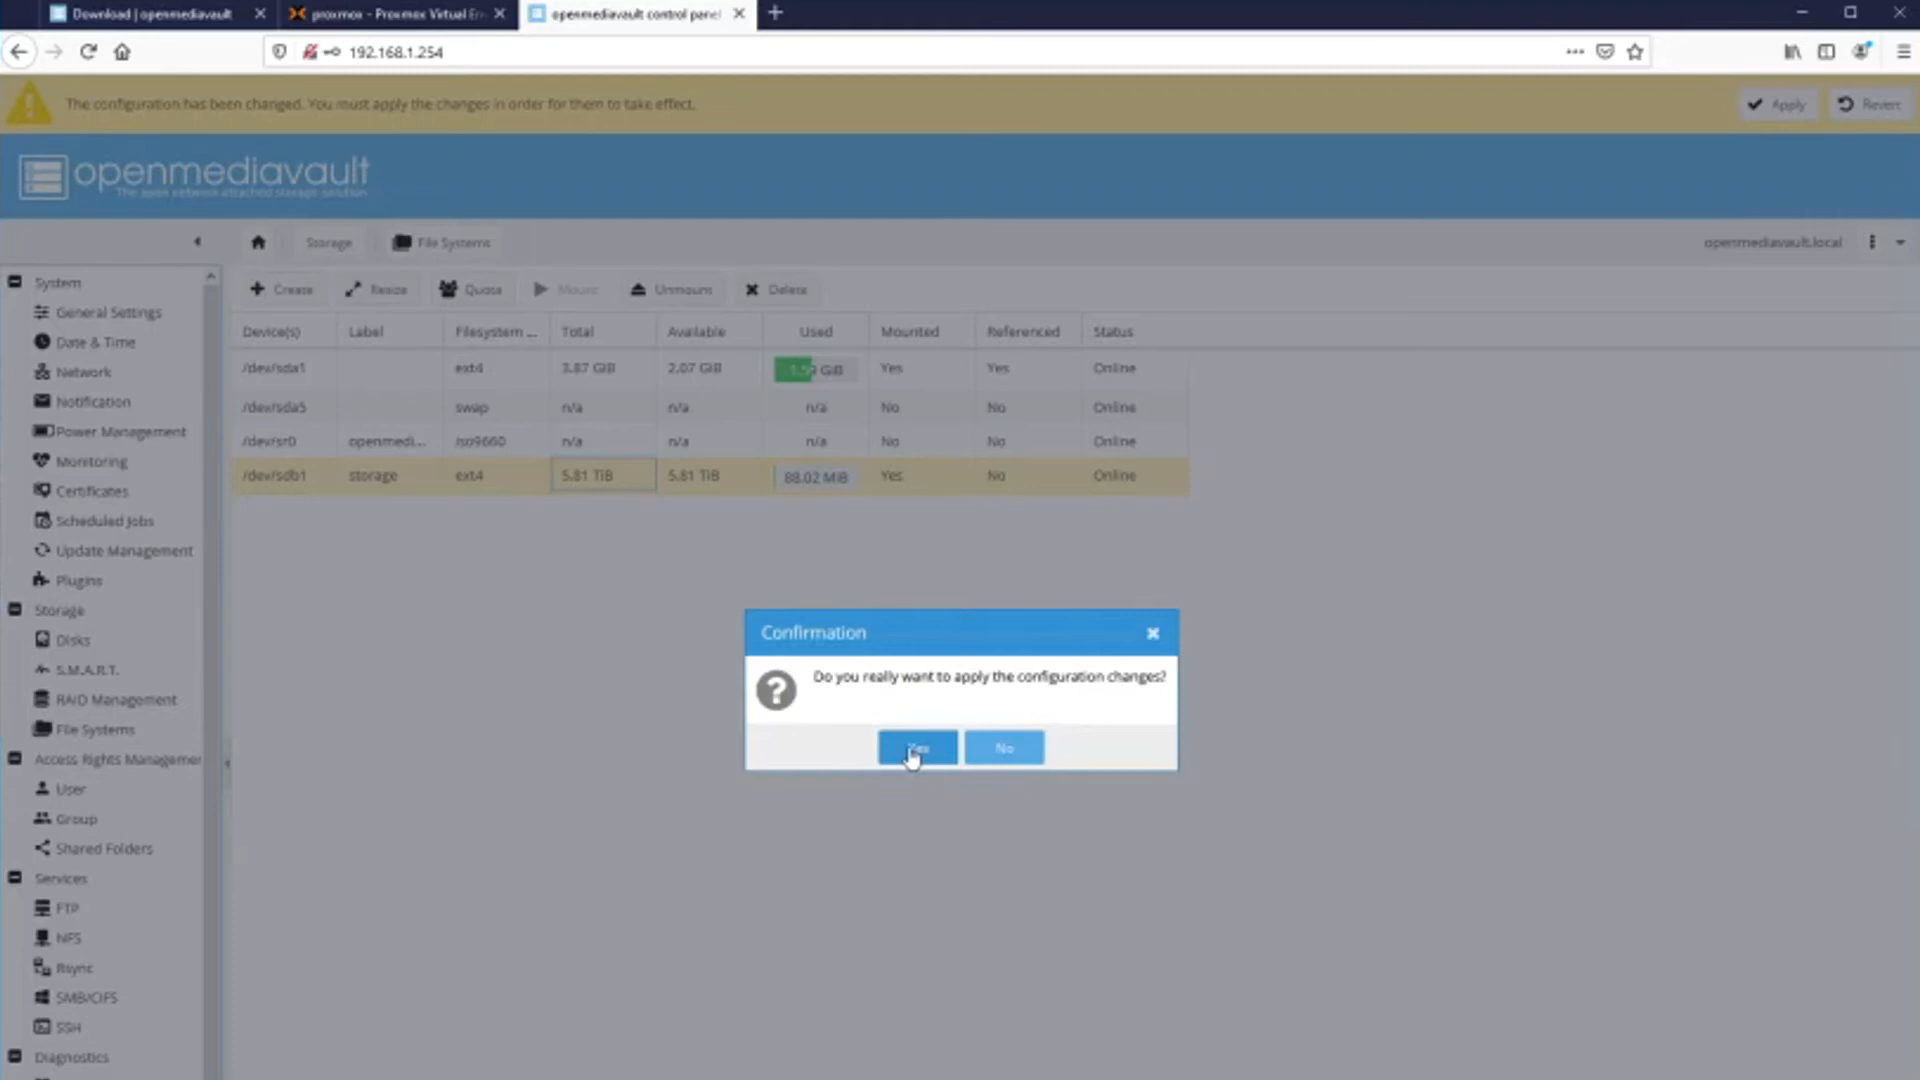 Download | openmediavault
proxmox - Proxmox Virtual En
openmediavault control panel
192.168.1.254
The configuration has been changed. You must apply the changes in order for them to take effect.
Apply
Revert
openmediavault
The open network attached storage solution
Storage
File Systems
openmediavault.local
Create
Resize
Quota
Mount
Unmount
Delete
Device(s) Label Filesystem ... Total Available Used Mounted Referenced Status
/dev/sda1 ext4 3.87 GiB 2.07 GiB 1.59 GiB Yes Yes Online
/dev/sda5 swap n/a n/a n/a No No Online
/dev/sr0 openmedi... iso9660 n/a n/a n/a No No Online
/dev/sdb1 storage ext4 5.81 TiB 5.81 TiB 88.02 MiB Yes No Online
System
General Settings
Date & Time
Network
Notification
Power Management
Monitoring
Certificates
Scheduled Jobs
Update Management
Plugins
Storage
Disks
S.M.A.R.T.
RAID Management
File Systems
Access Rights Managemen
User
Group
Shared Folders
Services
FTP
NFS
Rsync
SMB/CIFS
SSH
Diagnostics
Confirmation
Do you really want to apply the configuration changes?
Yes
No